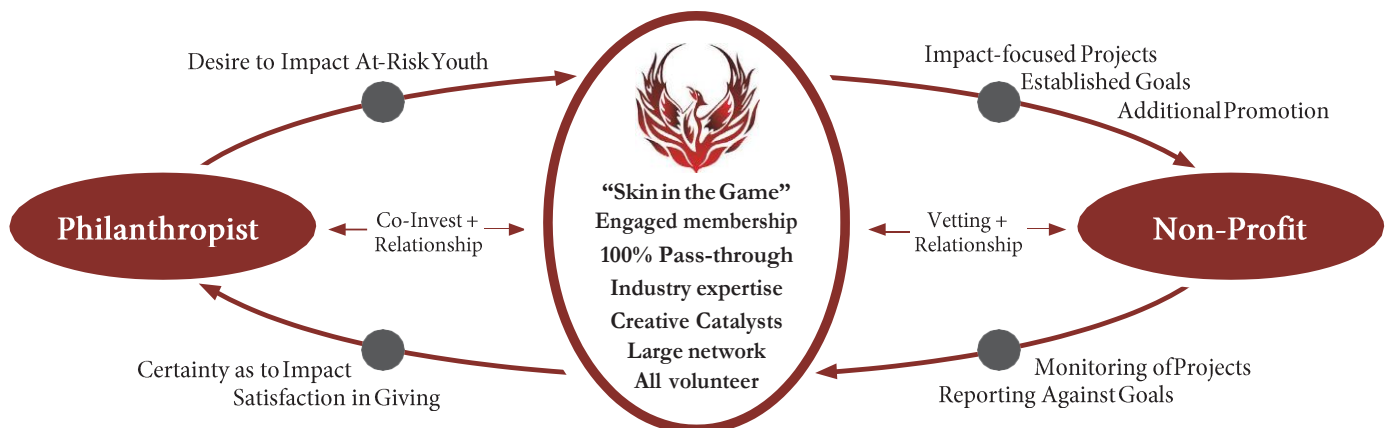 Desire to Impact At-Risk Youth
Impact-focused Projects
Established Goals
Additional Promotion
Philanthropist
Co-Invest +
Relationship
“Skin in the Game”
Engaged membership
100% Pass-through
Industry expertise
Creative Catalysts
Large network
All volunteer
Vetting +
Relationship
Non-Profit
Certainty as to Impact
Satisfaction in Giving
Monitoring of Projects
Reporting Against Goals